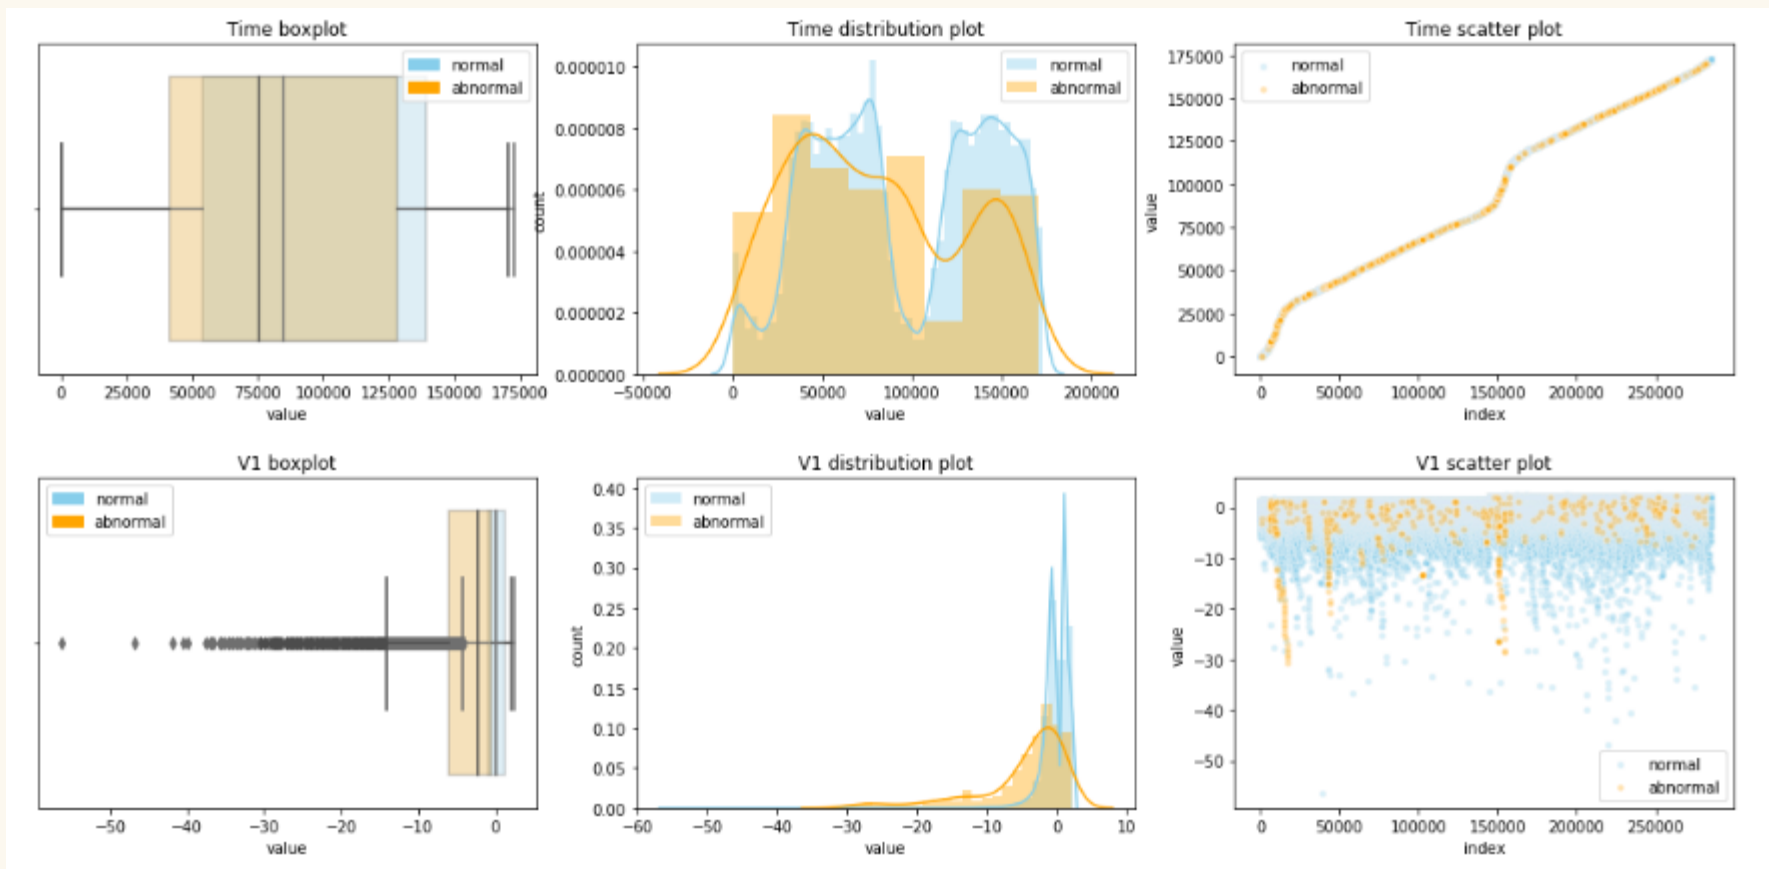 Time boxplot
normal
abnormal
0 25000 50000 75000 100000 125000 150000 175000
value
Time distribution plot
normal
abnormal
0.000010
0.000008
0.000006
0.000004
0.000002
0.000000
count
−50000 0 50000 100000 150000 200000
value
Time scatter plot
normal
abnormal
175000
150000
125000
100000
75000
50000
25000
0
value
0 50000 100000 150000 200000 250000
index
V1 boxplot
normal
abnormal
−50 −40 −30 −20 −10 0
value
V1 distribution plot
normal
abnormal
0.40
0.35
0.30
0.25
0.20
0.15
0.10
0.05
0.00
count
−60 −50 −40 −30 −20 −10 0 10
value
V1 scatter plot
0
−10
−20
−30
−40
−50
value
normal
abnormal
0 50000 100000 150000 200000 250000
index